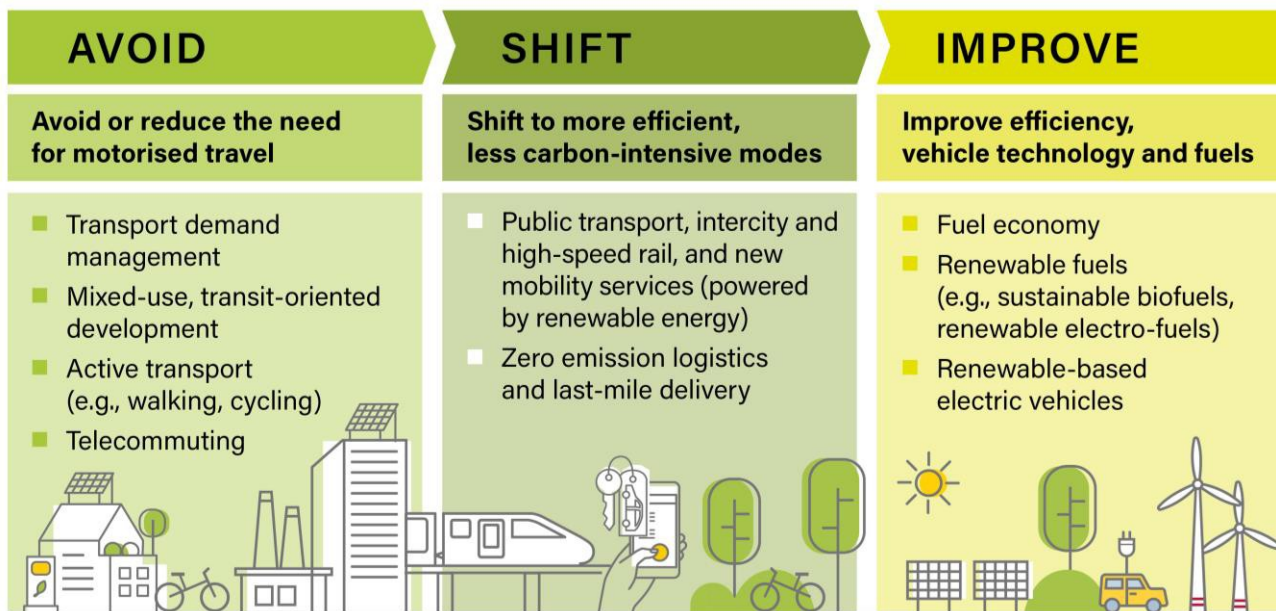 AVOID
Avoid or reduce the need
for motorised travel
Transport demand
management
Mixed-use, transit-oriented
development
Active transport
(e.g., walking, cycling)
Telecommuting
SHIFT
Shift to more efficient,
less carbon-intensive modes
Public transport, intercity and
high-speed rail, and new
mobility services (powered
by renewable energy)
Zero emission logistics
and last-mile delivery
IMPROVE
Improve efficiency,
vehicle technology and fuels
Fuel economy
Renewable fuels
(e.g., sustainable biofuels,
renewable electro-fuels)
Renewable-based
electric vehicles